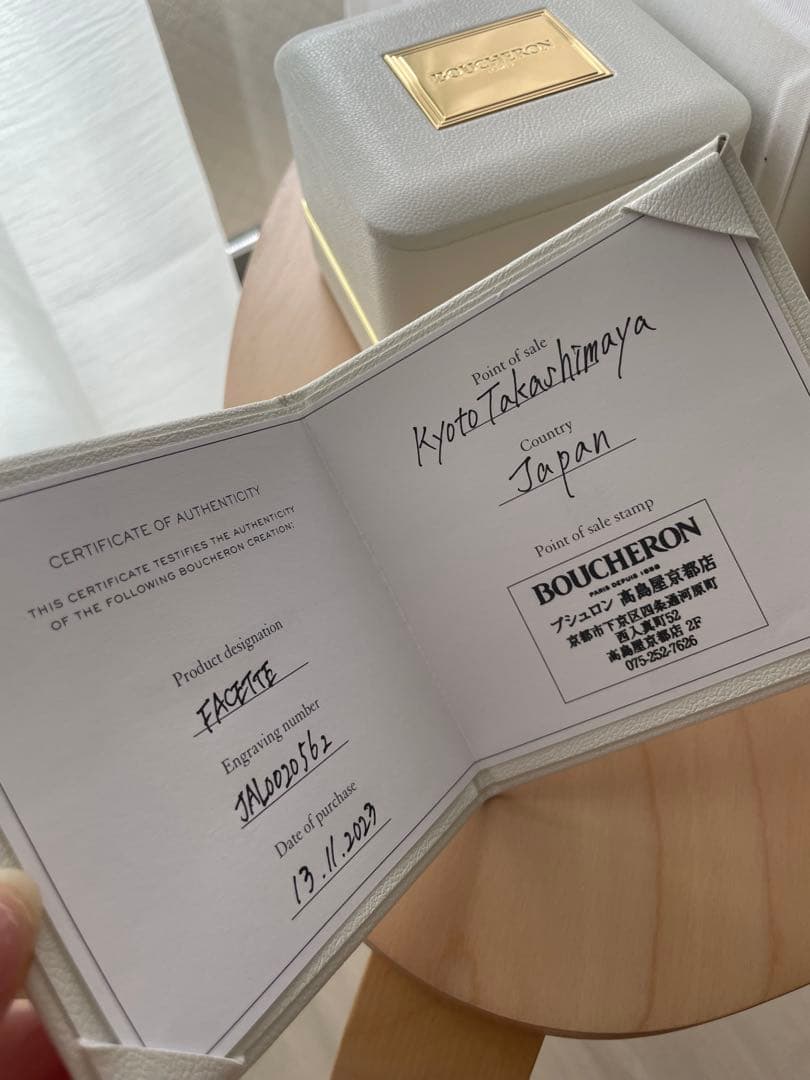 BOUCHERON
CERTIFICATE OF AUTHENTICITY
THIS CERTIFICATE TESTIFIES THE AUTHENTICITY
OF THE FOLLOWING BOUCHERON CREATION:
Product designation
FACETTE
Engraving number
JAL0020562
Date of purchase
13.11.2023
Point of sale
Kyoto Takashimaya
Country
Japan
Point of sale stamp
BOUCHERON
PARIS DEPUIS 1858
ブシュロン 高島屋京都店
京都市下京区四条通河原町
西入真町52
高島屋京都店 2F
075-252-7626